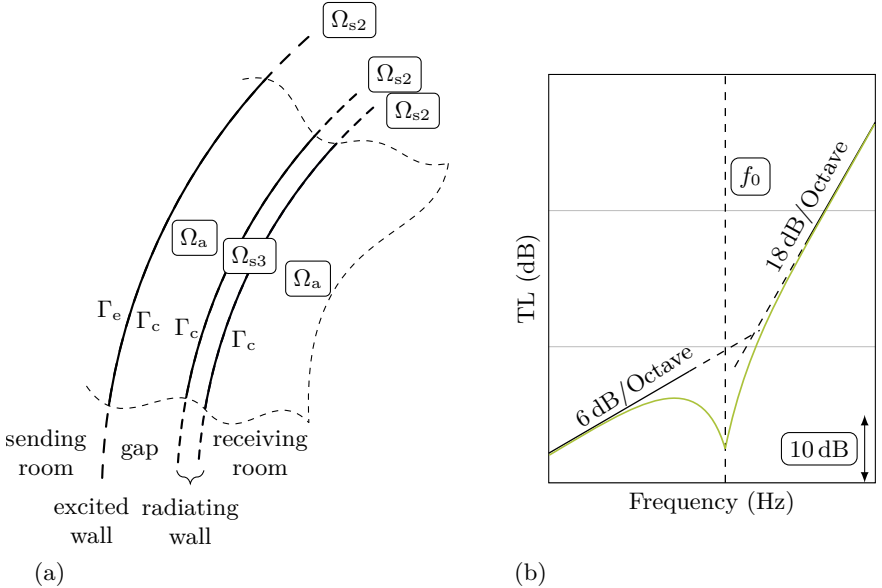 Ωs2
Ωs2
Ωs2
Ωa
Ωs3
Ωa
Γe
Γc
Γc
Γc
sending
room
gap
receiving
room
excited
wall
radiating
wall
(a)
TL (dB)
f0
18 dB/Octave
6 dB/Octave
10 dB
Frequency (Hz)
(b)